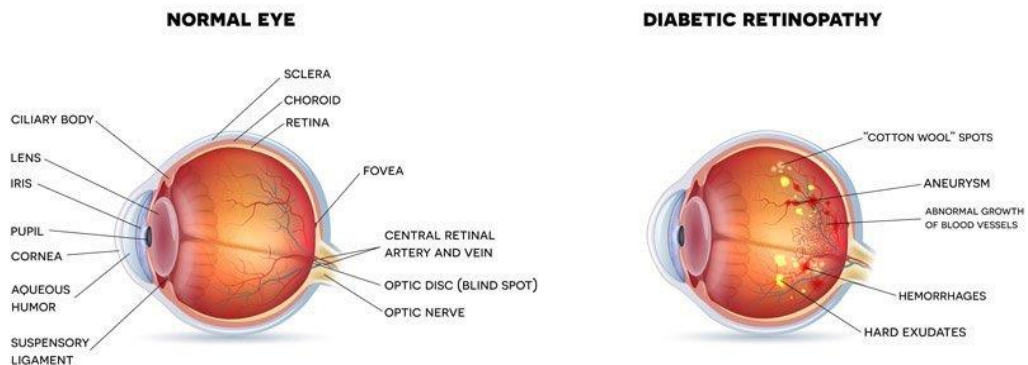 NORMAL EYE
SCLERA
CHOROID
RETINA
CILIARY BODY
LENS
IRIS
PUPIL
CORNEA
AQUEOUS
HUMOR
SUSPENSORY
LIGAMENT
FOVEA
CENTRAL RETINAL
ARTERY AND VEIN
OPTIC DISC (BLIND SPOT)
OPTIC NERVE
DIABETIC RETINOPATHY
"COTTON WOOL" SPOTS
ANEURYSM
ABNORMAL GROWTH
OF BLOOD VESSELS
HEMORRHAGES
HARD EXUDATES